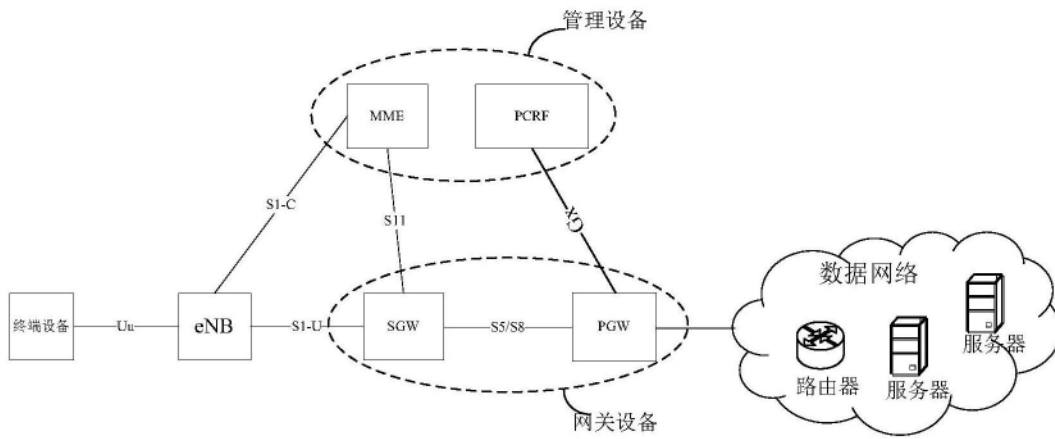 管理设备
MME
PCRF
S1-C
S11
Gx
数据网络
终端设备
Uu
eNB
S1-U
SGW
S5/S8
PGW
路由器
服务器
服务器
网关设备